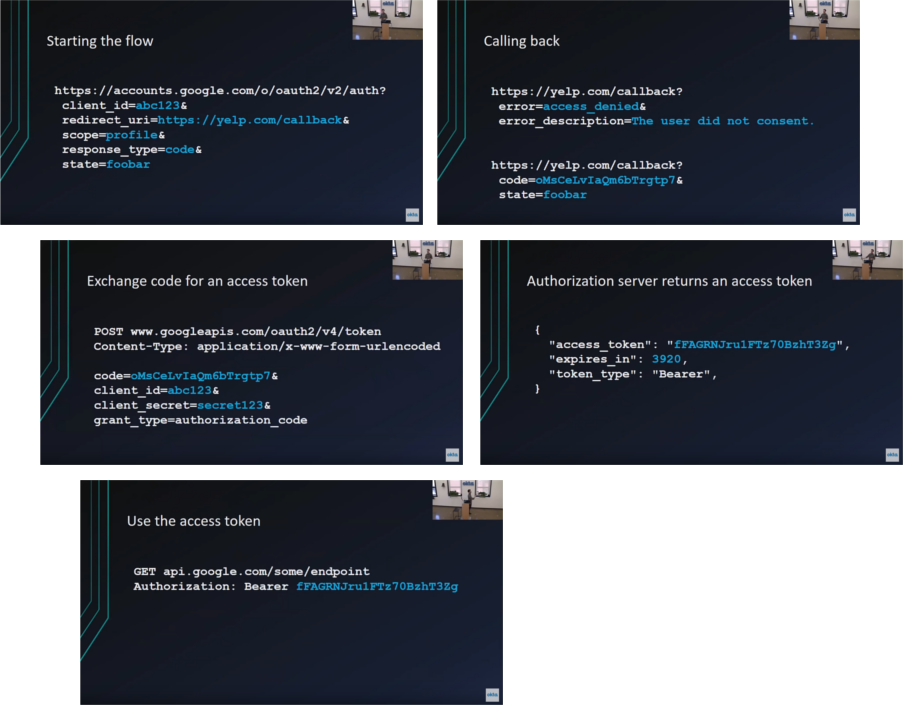 Starting the flow
https://accounts.google.com/o/oauth2/v2/auth?
client_id=abc123&
redirect_uri=https://yelp.com/callback&
scope=profile&
response_type=code&
state=foobar
okta
Calling back
https://yelp.com/callback?
error=access_denied&
error_description=The user did not consent.
https://yelp.com/callback?
code=oMsCeLvIaQm6bTrgtp7&
state=foobar
okta
Exchange code for an access token
POST www.googleapis.com/oauth2/v4/token
Content-Type: application/x-www-form-urlencoded
code=oMsCeLvIaQm6bTrgtp7&
client_id=abc123&
client_secret=secret123&
grant_type=authorization_code
okta
Authorization server returns an access token
{
"access_token": "fFAGRNJru1FTz70BzhT3Zg",
"expires_in": 3920,
"token_type": "Bearer",
}
okta
Use the access token
GET api.google.com/some/endpoint
Authorization: Bearer fFAGRNJru1FTz70BzhT3Zg
okta